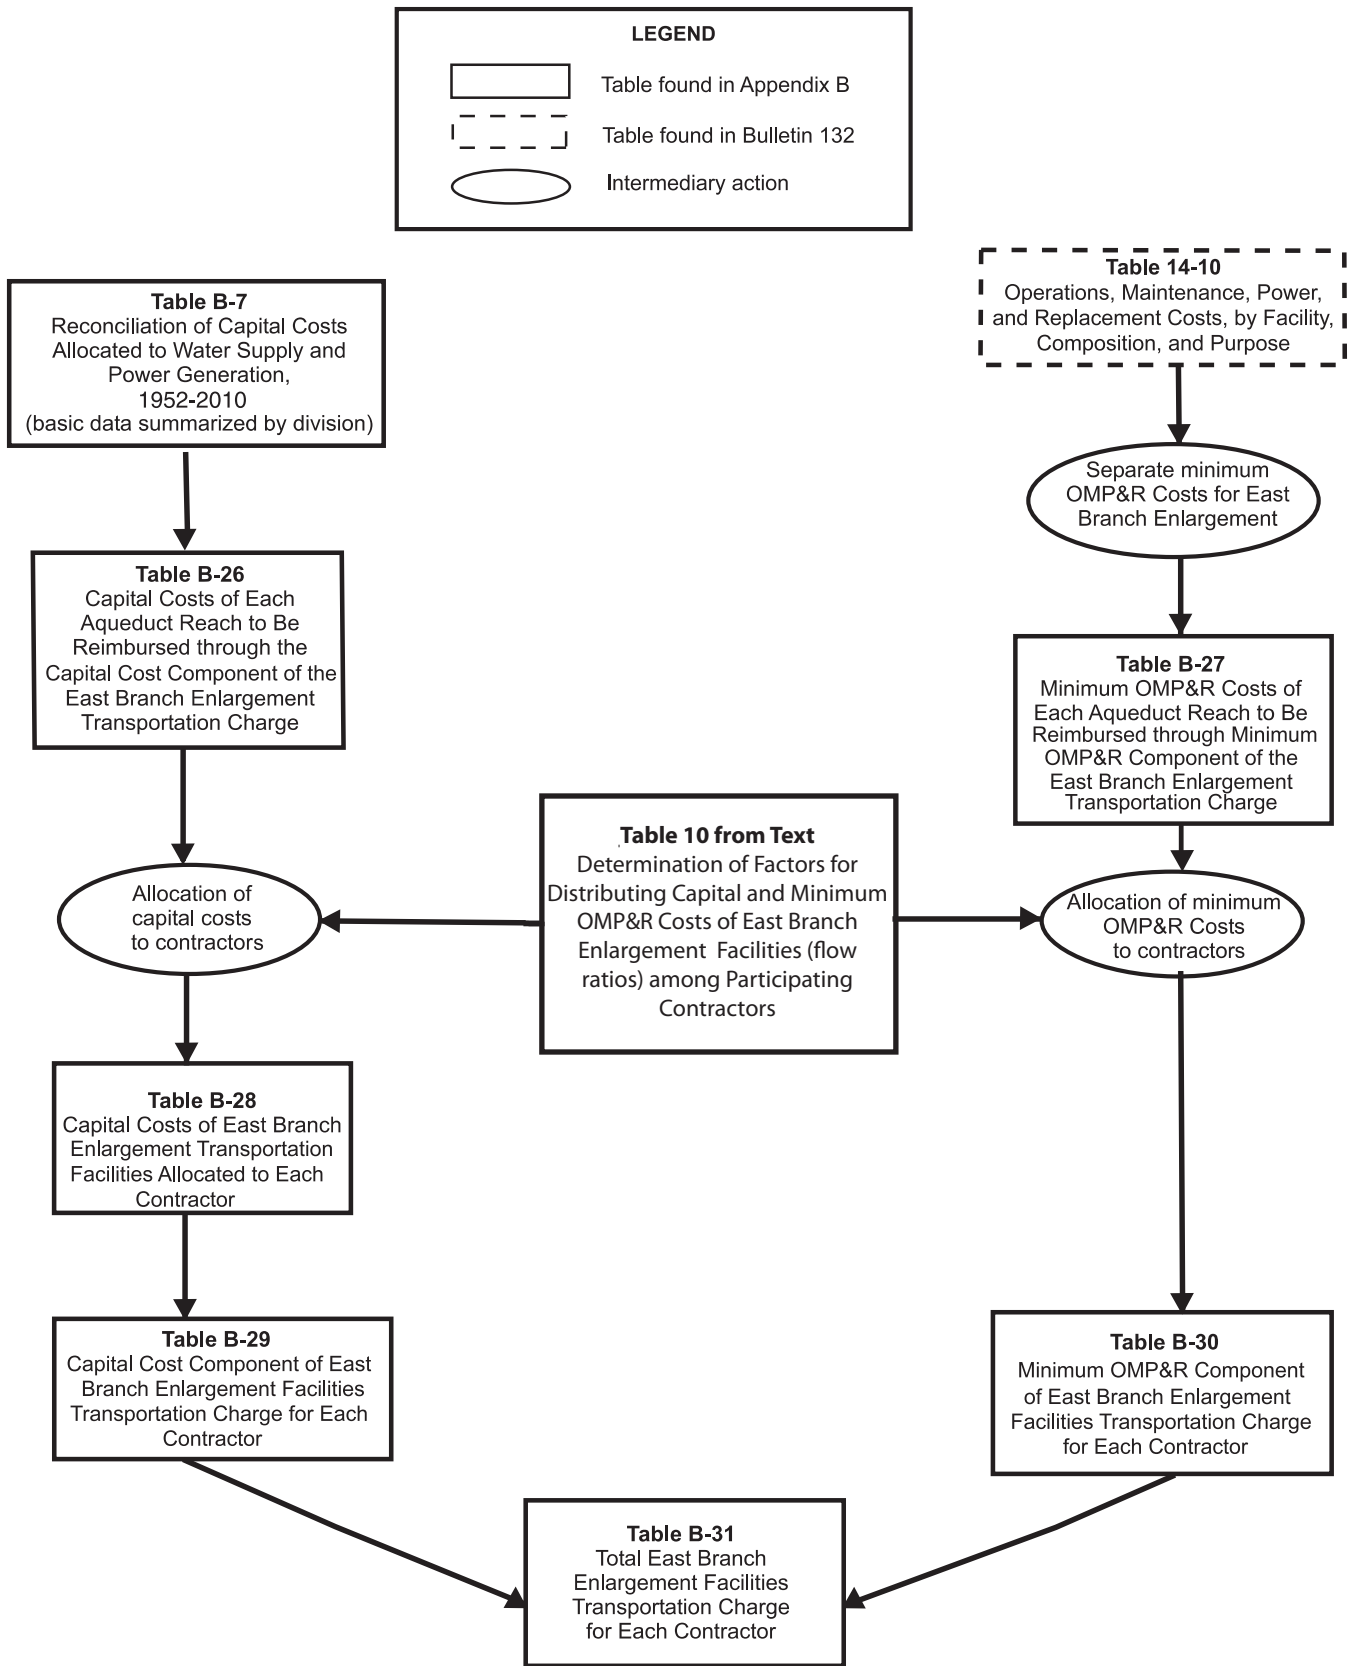 LEGEND
Table found in Appendix B
Table found in Bulletin 132
Intermediary action
Table B-7
Reconciliation of Capital Costs
Allocated to Water Supply and
Power Generation,
1952-2010
(basic data summarized by division)
Table 14-10
Operations, Maintenance, Power,
and Replacement Costs, by Facility,
Composition, and Purpose
Separate minimum
OMP&R Costs for East
Branch Enlargement
Table B-26
Capital Costs of Each
Aqueduct Reach to Be
Reimbursed through the
Capital Cost Component of the
East Branch Enlargement
Transportation Charge
Table B-27
Minimum OMP&R Costs of
Each Aqueduct Reach to Be
Reimbursed through Minimum
OMP&R Component of the
East Branch Enlargement
Transportation Charge
Table 10 from Text
Determination of Factors for
Distributing Capital and Minimum
OMP&R Costs of East Branch
Enlargement Facilities (flow
ratios) among Participating
Contractors
Allocation of
capital costs
to contractors
Allocation of minimum
OMP&R Costs
to contractors
Table B-28
Capital Costs of East Branch
Enlargement Transportation
Facilities Allocated to Each
Contractor
Table B-29
Capital Cost Component of East
Branch Enlargement Facilities
Transportation Charge for Each
Contractor
Table B-30
Minimum OMP&R Component
of East Branch Enlargement
Facilities Transportation Charge
for Each Contractor
Table B-31
Total East Branch
Enlargement Facilities
Transportation Charge
for Each Contractor